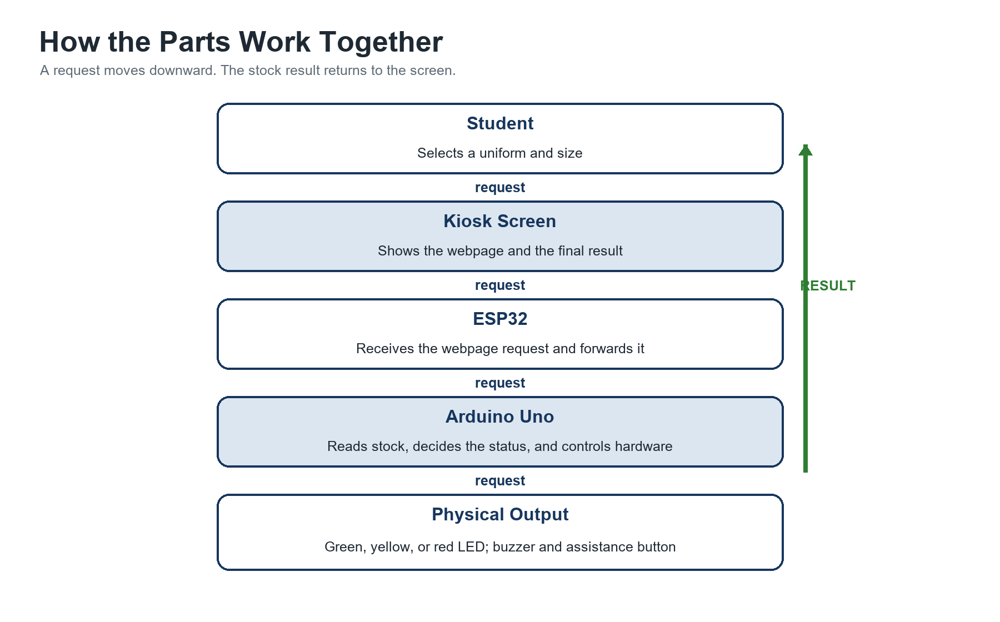 How the Parts Work Together
A request moves downward. The stock result returns to the screen.
Student
Selects a uniform and size
request
Kiosk Screen
Shows the webpage and the final result
request
RESULT
ESP32
Receives the webpage request and forwards it
request
Arduino Uno
Reads stock, decides the status, and controls hardware
request
Physical Output
Green, yellow, or red LED; buzzer and assistance button